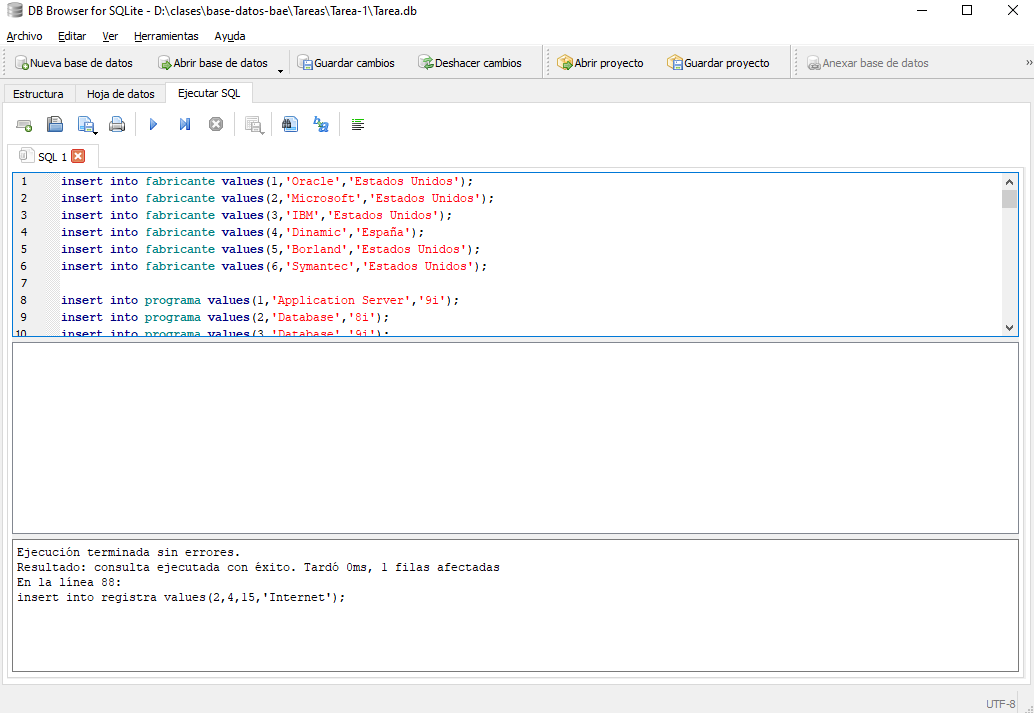 DB Browser for SQLite - D:\clases\base-datos-bae\Tareas\Tarea-1\Tarea.db
Archivo Editar Ver Herramientas Ayuda
Nueva base de datos Abrir base de datos Guardar cambios Deshacer cambios Abrir proyecto Guardar proyecto Anexar base de datos »
Estructura Hoja de datos Ejecutar SQL
SQL 1
1 insert into fabricante values(1,'Oracle','Estados Unidos');
2 insert into fabricante values(2,'Microsoft','Estados Unidos');
3 insert into fabricante values(3,'IBM','Estados Unidos');
4 insert into fabricante values(4,'Dinamic','España');
5 insert into fabricante values(5,'Borland','Estados Unidos');
6 insert into fabricante values(6,'Symantec','Estados Unidos');
7
8 insert into programa values(1,'Application Server','9i');
9 insert into programa values(2,'Database','8i');
10 insert into programa values(3,'Database','9i');
Ejecución terminada sin errores.
Resultado: consulta ejecutada con éxito. Tardó 0ms, 1 filas afectadas
En la línea 88:
insert into registra values(2,4,15,'Internet');
UTF-8